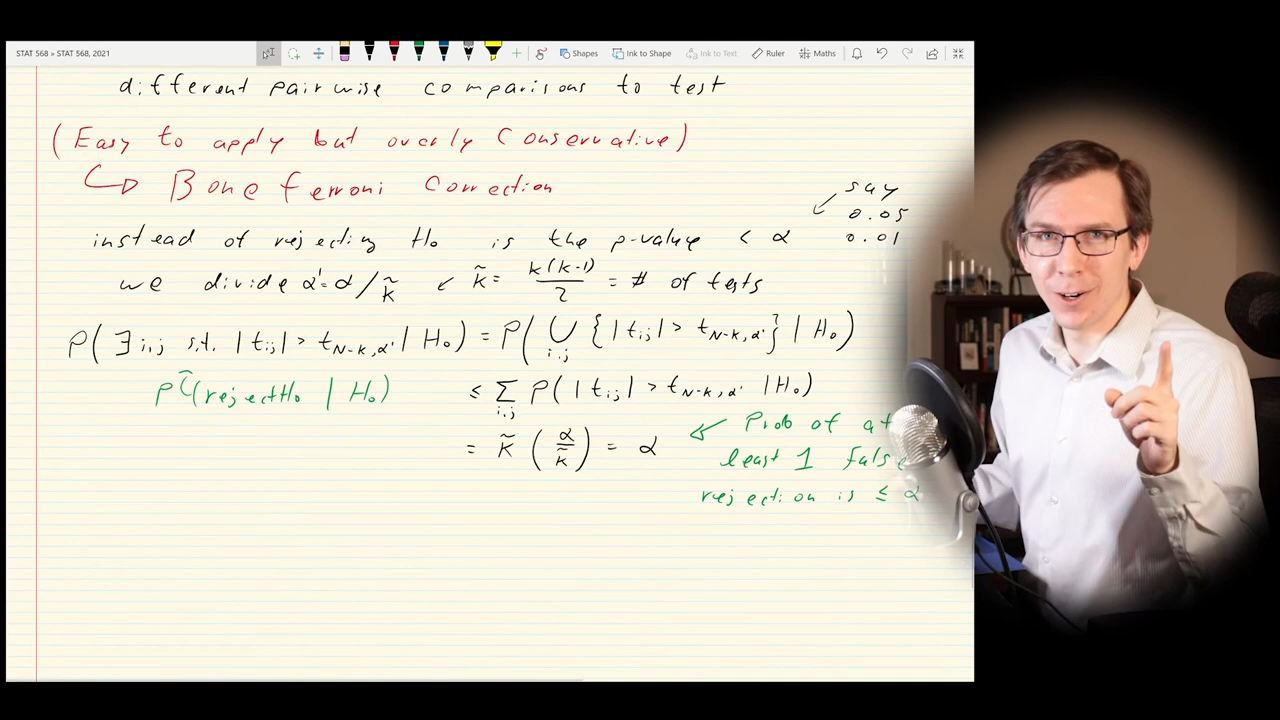 STAT 568 » STAT 568, 2021
Shapes Ink to Shape Ink to Text Ruler Maths
different pairwise comparisons to test
(Easy to apply but overly Conservative)
↳ Boneferroni Correction
say
0.05
0.01
instead of rejecting H₀ is the p-value < α
we divide α' = α/k̃ ↙ k̃ = k(k-1)/2 = # of tests
P(∃ i,j s.t. |tᵢⱼ| > t_{N-k,α'} | H₀) = P(⋃_{i,j} {|tᵢⱼ| > t_{N-k,α'}} | H₀)
P(reject H₀ | H₀) ≤ Σ_{i,j} P(|tᵢⱼ| > t_{N-k,α'} | H₀)
= k̃ (α/k̃) = α
← Prob of at
least 1 false
rejection is ≤ α